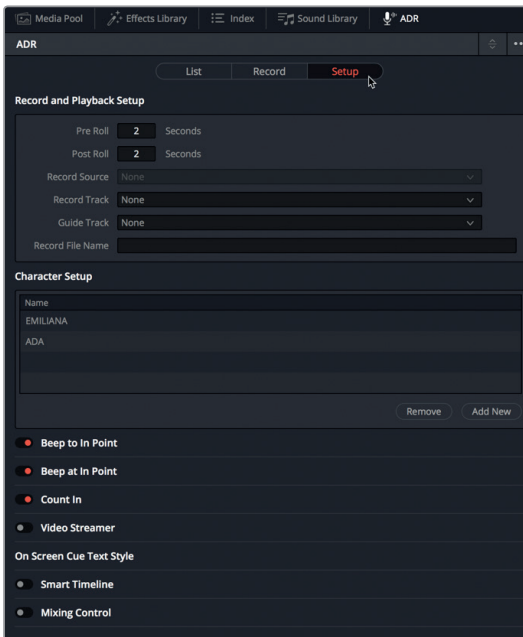 Media Pool Effects Library Index Sound Library ADR
ADR
List Record Setup
Record and Playback Setup
Pre Roll 2 Seconds
Post Roll 2 Seconds
Record Source None
Record Track None
Guide Track None
Record File Name
Character Setup
Name
EMILIANA
ADA
Remove Add New
Beep to In Point
Beep at In Point
Count In
Video Streamer
On Screen Cue Text Style
Smart Timeline
Mixing Control